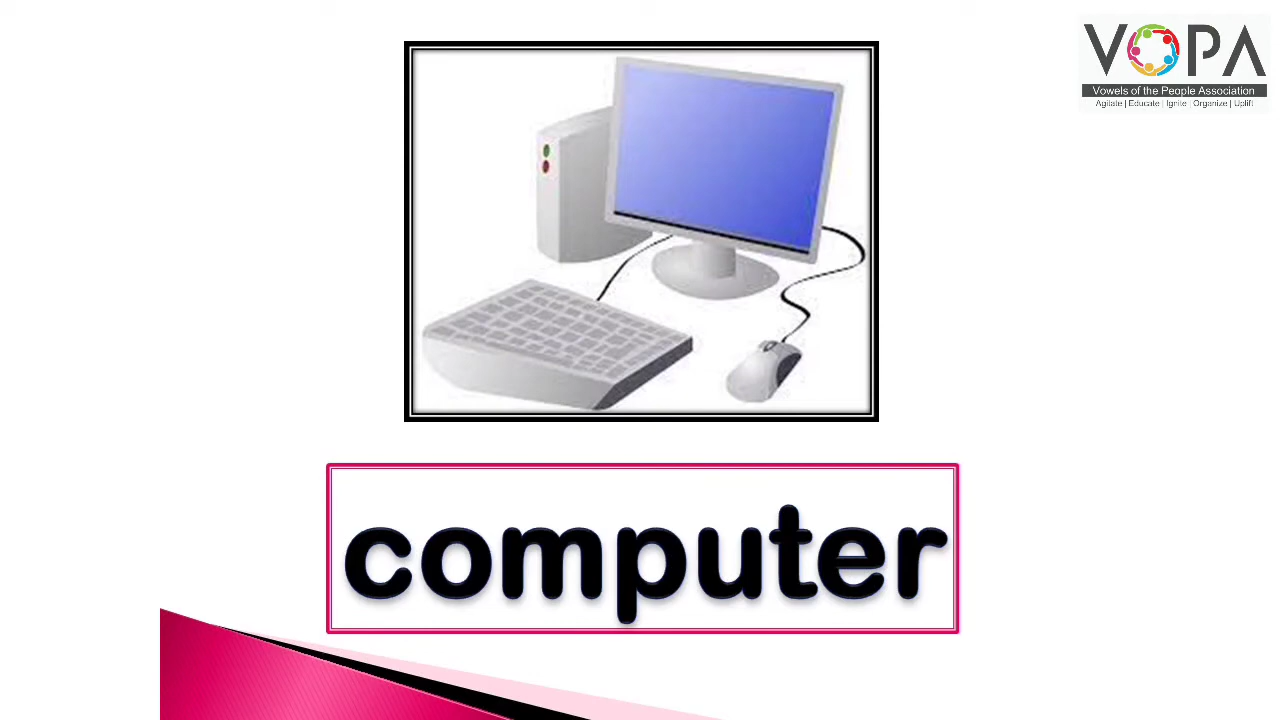 VOPA
Vowels of the People Association
Agitate | Educate | Ignite | Organize | Uplift
computer